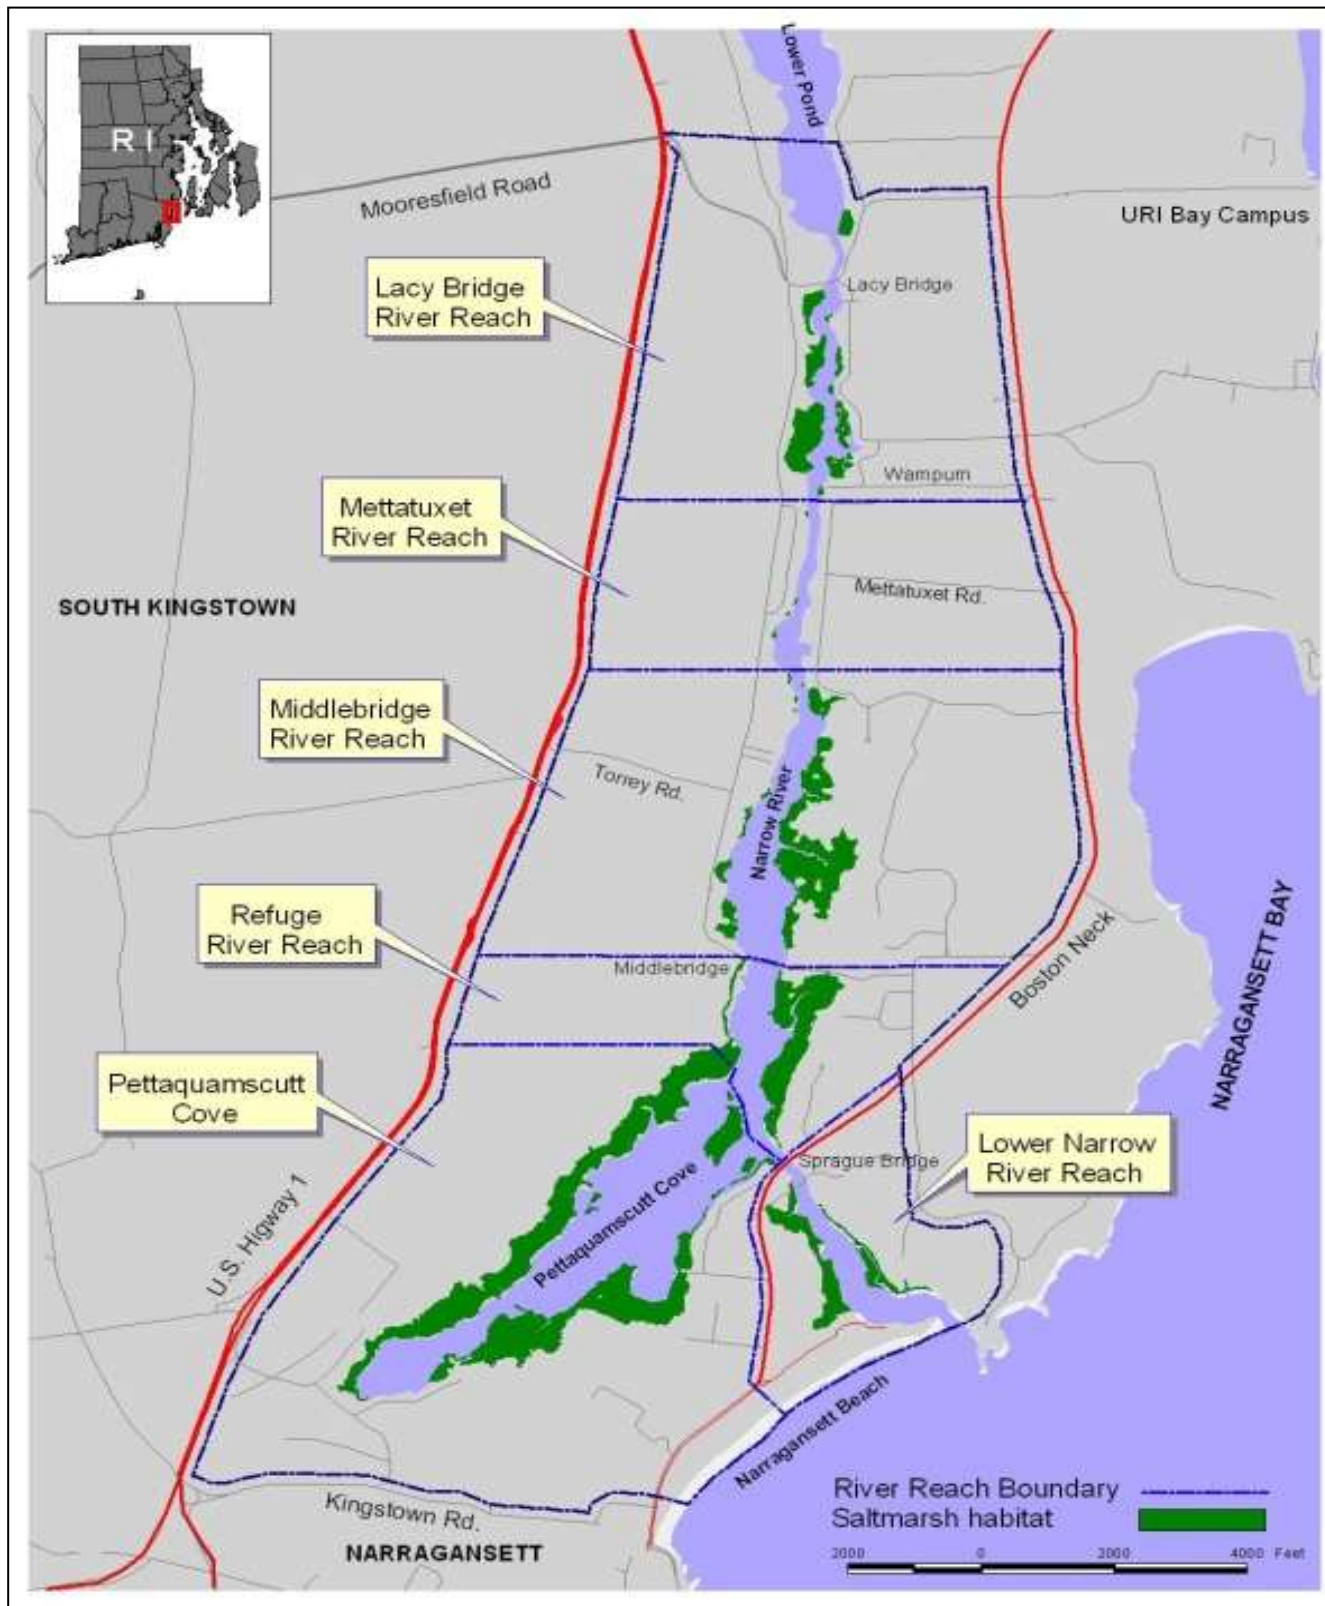 Lower Pond
R I
Mooresfield Road
URI Bay Campus
Lacy Bridge
River Reach
Lacy Bridge
Wampum
Mettatuxet
River Reach
Mettatuxet Rd.
SOUTH KINGSTOWN
Middlebridge
River Reach
Torrey Rd.
Narrow River
Refuge
River Reach
Middlebridge
Boston Neck
NARRAGANSETT BAY
Pettaquamscutt
Cove
Lower Narrow
River Reach
Sprague Bridge
Pettaquamscutt Cove
U.S. Higway 1
Narragansett Beach
River Reach Boundary
Saltmarsh habitat
Kingstown Rd.
NARRAGANSETT
2000 0 2000 4000 Feet